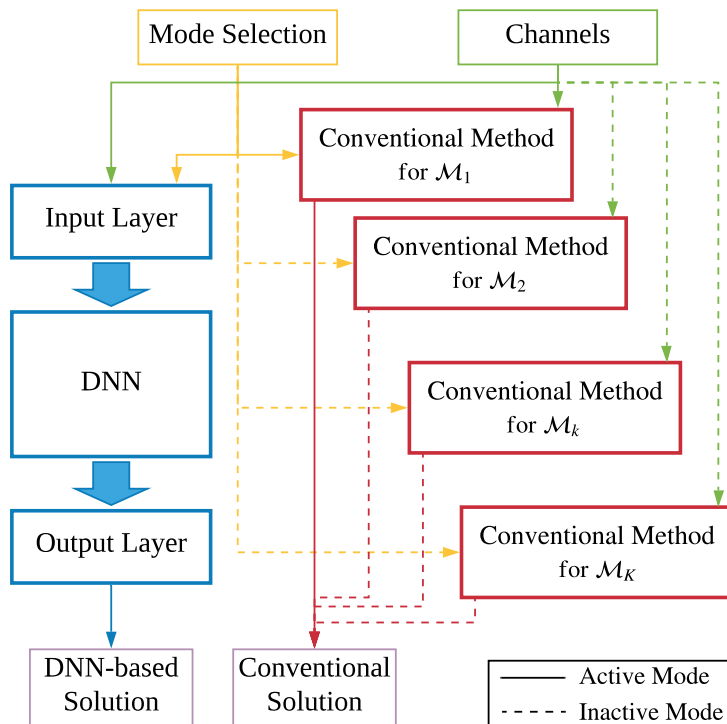 Mode Selection
Channels
Conventional Method
for ℳ₁
Input Layer
Conventional Method
for ℳ₂
DNN
Conventional Method
for ℳₖ
Output Layer
Conventional Method
for ℳ_K
DNN-based
Solution
Conventional
Solution
Active Mode
Inactive Mode